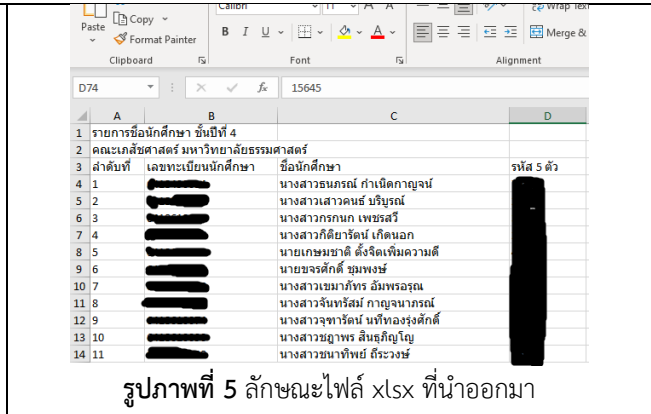 Calibri 11 A A Wrap Text
Copy
Paste
Format Painter
B I U A Merge &
Clipboard Font Alignment
D74 fx 15645
A B C D
1 รายการชื่อนักศึกษา ชั้นปีที่ 4
2 คณะเภสัชศาสตร์ มหาวิทยาลัยธรรมศาสตร์
3 ลำดับที่ เลขทะเบียนนักศึกษา ชื่อนักศึกษา รหัส 5 ตัว
4 1 นางสาวธนภรณ์ กำเนิดกาญจน์
5 2 นางสาวเสาวคนธ์ บริบูรณ์
6 3 นางสาวกรกนก เพชรสวี
7 4 นางสาวกิติยารัตน์ เกิดนอก
8 5 นายเกษมชาติ ตั้งจิตเพิ่มความดี
9 6 นายขจรศักดิ์ ชุมพงษ์
10 7 นางสาวเขมาภัทร อัมพรอรุณ
11 8 นางสาวจันทรัสม์ กาญจนาภรณ์
12 9 นางสาวจุฑารัตน์ นทีทองรุ่งศักดิ์
13 10 นางสาวชฎาพร สินธุภิญโญ
14 11 นางสาวชนาทิพย์ ถีระวงษ์
รูปภาพที่ 5 ลักษณะไฟล์ xlsx ที่นำออกมา